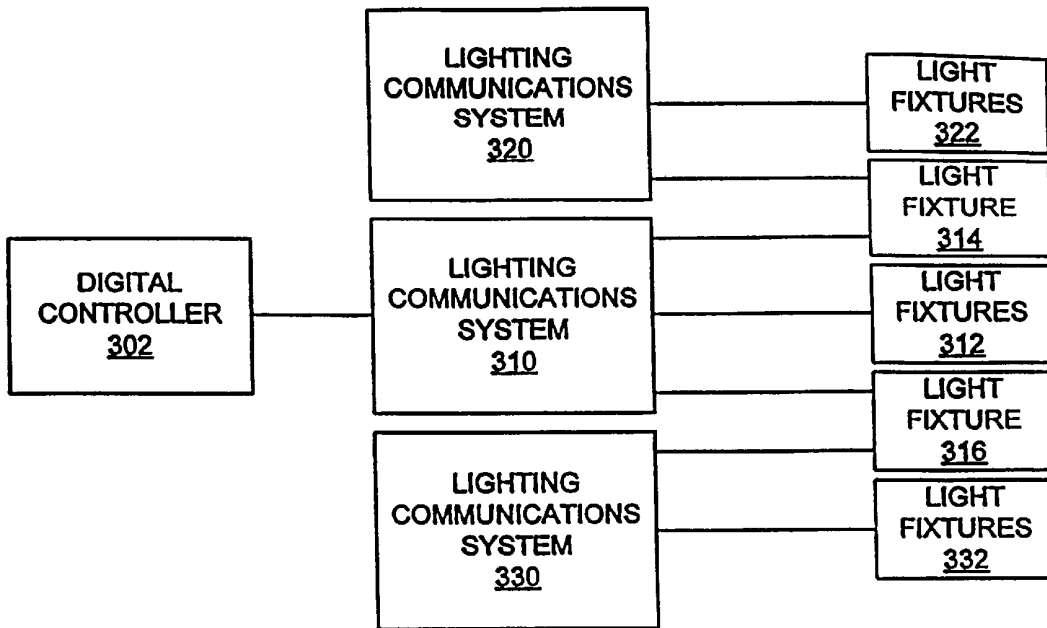 DIGITAL
CONTROLLER
302
LIGHTING
COMMUNICATIONS
SYSTEM
320
LIGHTING
COMMUNICATIONS
SYSTEM
310
LIGHTING
COMMUNICATIONS
SYSTEM
330
LIGHT
FIXTURES
322
LIGHT
FIXTURE
314
LIGHT
FIXTURES
312
LIGHT
FIXTURE
316
LIGHT
FIXTURES
332